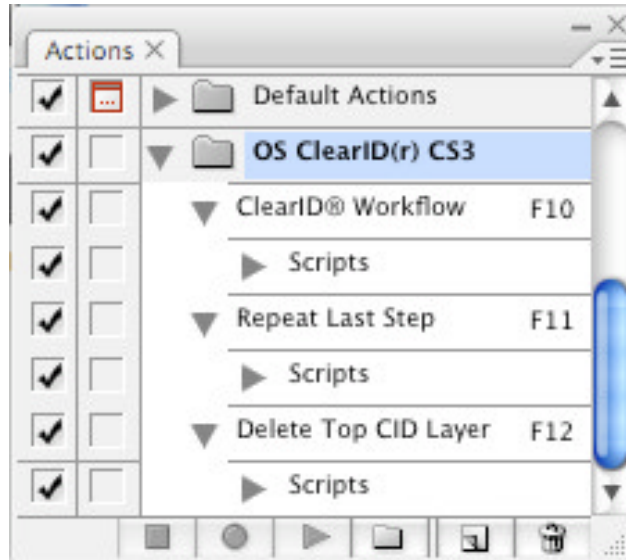 Actions
Default Actions
OS ClearID(r) CS3
ClearID® Workflow F10
Scripts
Repeat Last Step F11
Scripts
Delete Top CID Layer F12
Scripts